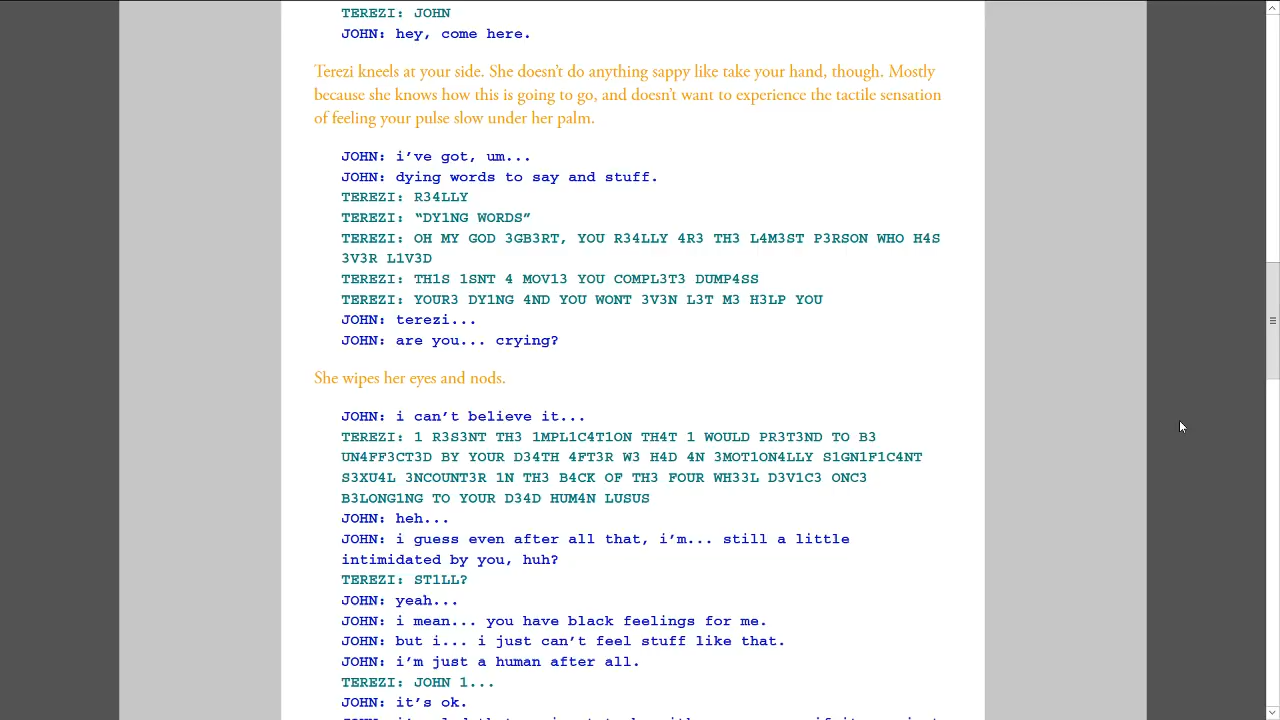 TEREZI: JOHN
JOHN: hey, come here.
Terezi kneels at your side. She doesn’t do anything sappy like take your hand, though. Mostly
because she knows how this is going to go, and doesn’t want to experience the tactile sensation
of feeling your pulse slow under her palm.
JOHN: i’ve got, um...
JOHN: dying words to say and stuff.
TEREZI: R34LLY
TEREZI: “DY1NG WORDS”
TEREZI: OH MY GOD 3GB3RT, YOU R34LLY 4R3 TH3 L4M3ST P3RSON WHO H4S
3V3R L1V3D
TEREZI: TH1S 1SNT 4 MOV13 YOU COMPL3T3 DUMP4SS
TEREZI: YOUR3 DY1NG 4ND YOU WONT 3V3N L3T M3 H3LP YOU
JOHN: terezi...
JOHN: are you... crying?
She wipes her eyes and nods.
JOHN: i can’t believe it...
TEREZI: 1 R3S3NT TH3 1MPL1C4T1ON TH4T 1 WOULD PR3T3ND TO B3
UN4FF3CT3D BY YOUR D34TH 4FT3R W3 H4D 4N 3MOT1ON4LLY S1GN1F1C4NT
S3XU4L 3NCOUNT3R 1N TH3 B4CK OF TH3 FOUR WH33L D3V1C3 ONC3
B3LONG1NG TO YOUR D34D HUM4N LUSUS
JOHN: heh...
JOHN: i guess even after all that, i’m... still a little
intimidated by you, huh?
TEREZI: ST1LL?
JOHN: yeah...
JOHN: i mean... you have black feelings for me.
JOHN: but i... i just can’t feel stuff like that.
JOHN: i’m just a human after all.
TEREZI: JOHN 1...
JOHN: it’s ok.